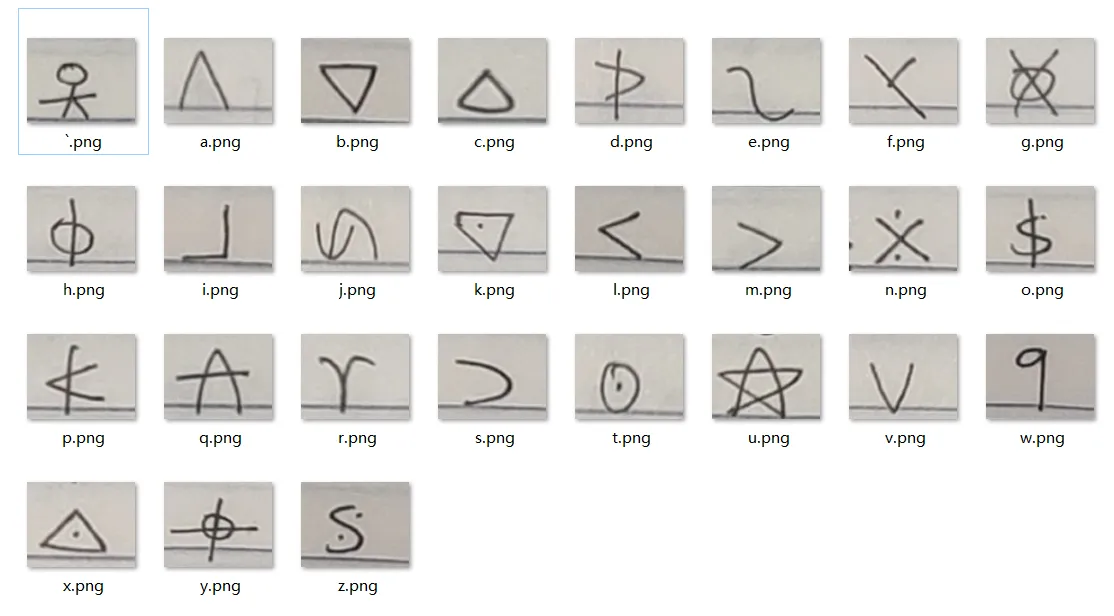 `.png a.png b.png c.png d.png e.png f.png g.png
h.png i.png j.png k.png l.png m.png n.png o.png
p.png q.png r.png s.png t.png u.png v.png w.png
x.png y.png z.png